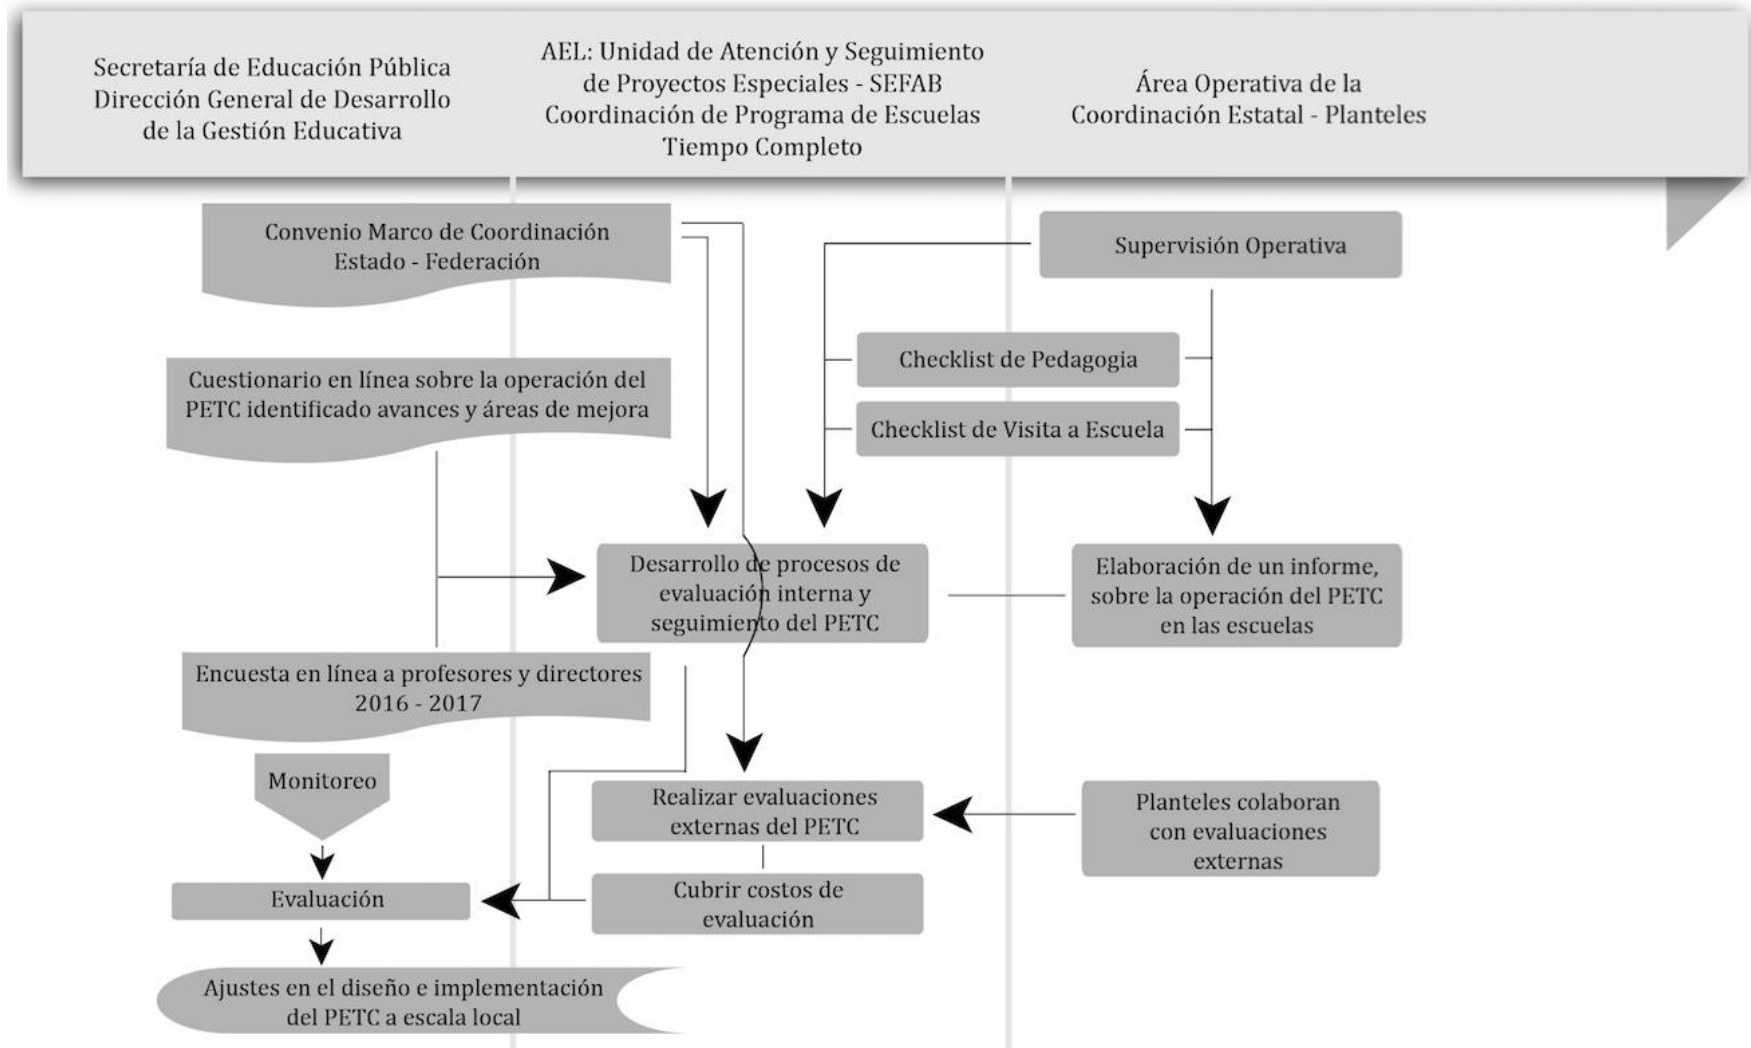 Secretaría de Educación Pública
Dirección General de Desarrollo
de la Gestión Educativa
AEL: Unidad de Atención y Seguimiento
de Proyectos Especiales - SEFAB
Coordinación de Programa de Escuelas
Tiempo Completo
Área Operativa de la
Coordinación Estatal - Planteles
Convenio Marco de Coordinación
Estado - Federación
Supervisión Operativa
Checklist de Pedagogia
Cuestionario en línea sobre la operación del
PETC identificado avances y áreas de mejora
Checklist de Visita a Escuela
Desarrollo de procesos de
evaluación interna y
seguimiento del PETC
Elaboración de un informe,
sobre la operación del PETC
en las escuelas
Encuesta en línea a profesores y directores
2016 - 2017
Monitoreo
Realizar evaluaciones
externas del PETC
Planteles colaboran
con evaluaciones
externas
Evaluación
Cubrir costos de
evaluación
Ajustes en el diseño e implementación
del PETC a escala local